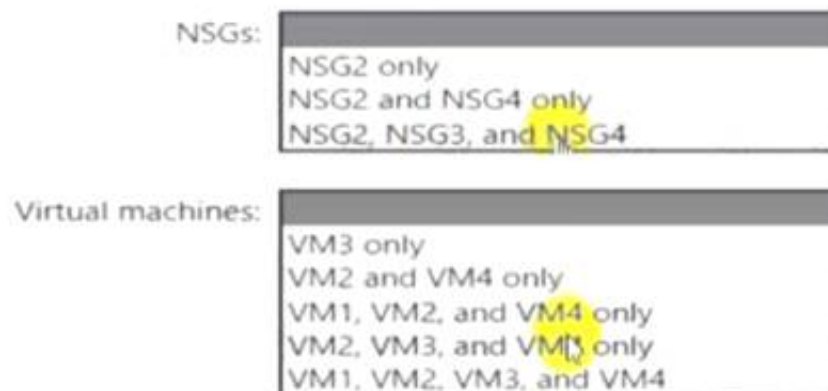 NSGs:
NSG2 only
NSG2 and NSG4 only
NSG2, NSG3, and NSG4
Virtual machines:
VM3 only
VM2 and VM4 only
VM1, VM2, and VM4 only
VM2, VM3, and only
VM1, VM2, VM3, and VM4